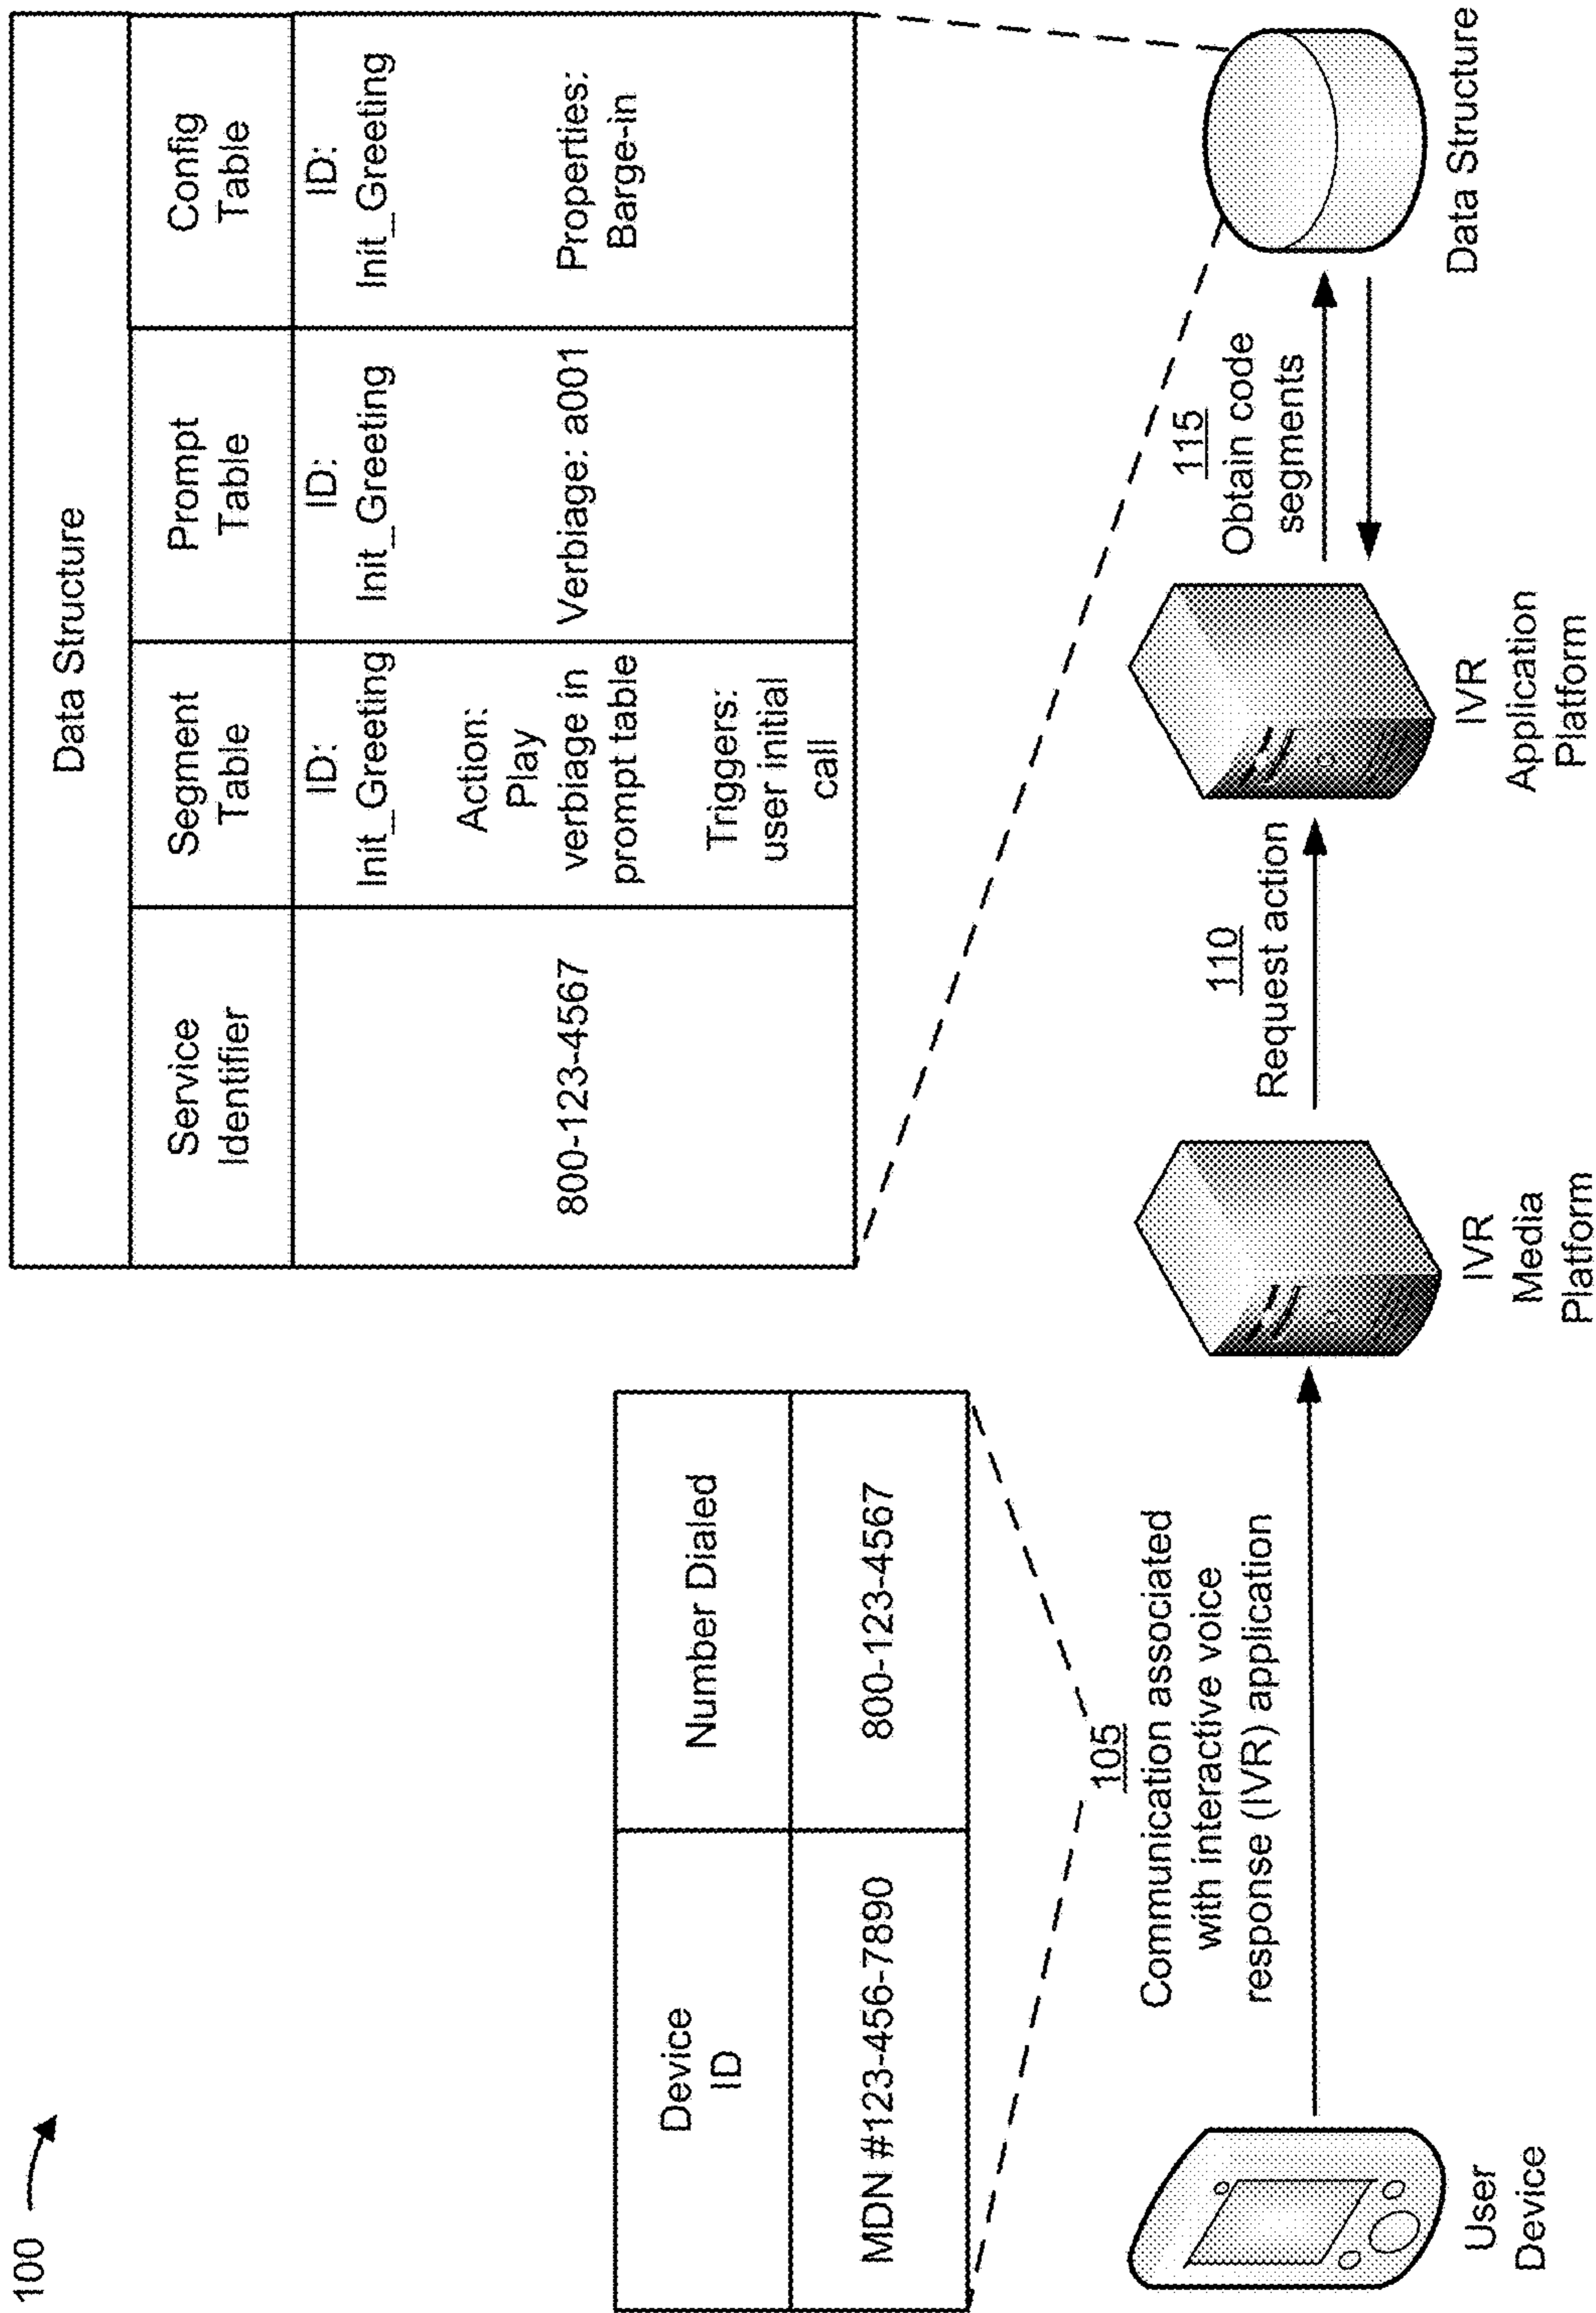 100
Data Structure
Service
Identifier
Segment
Table
Prompt
Table
Config
Table
800-123-4567
ID:
Init_Greeting
Action:
Play
verbiage in
prompt table
Triggers:
user initial
call
ID:
Init_Greeting
Verbiage: a001
ID:
Init_Greeting
Properties:
Barge-in
Device
ID
Number Dialed
MDN #123-456-7890
800-123-4567
105
Communication associated
with interactive voice
response (IVR) application
110
Request action
115
Obtain code
segments
User
Device
IVR
Media
Platform
IVR
Application
Platform
Data Structure